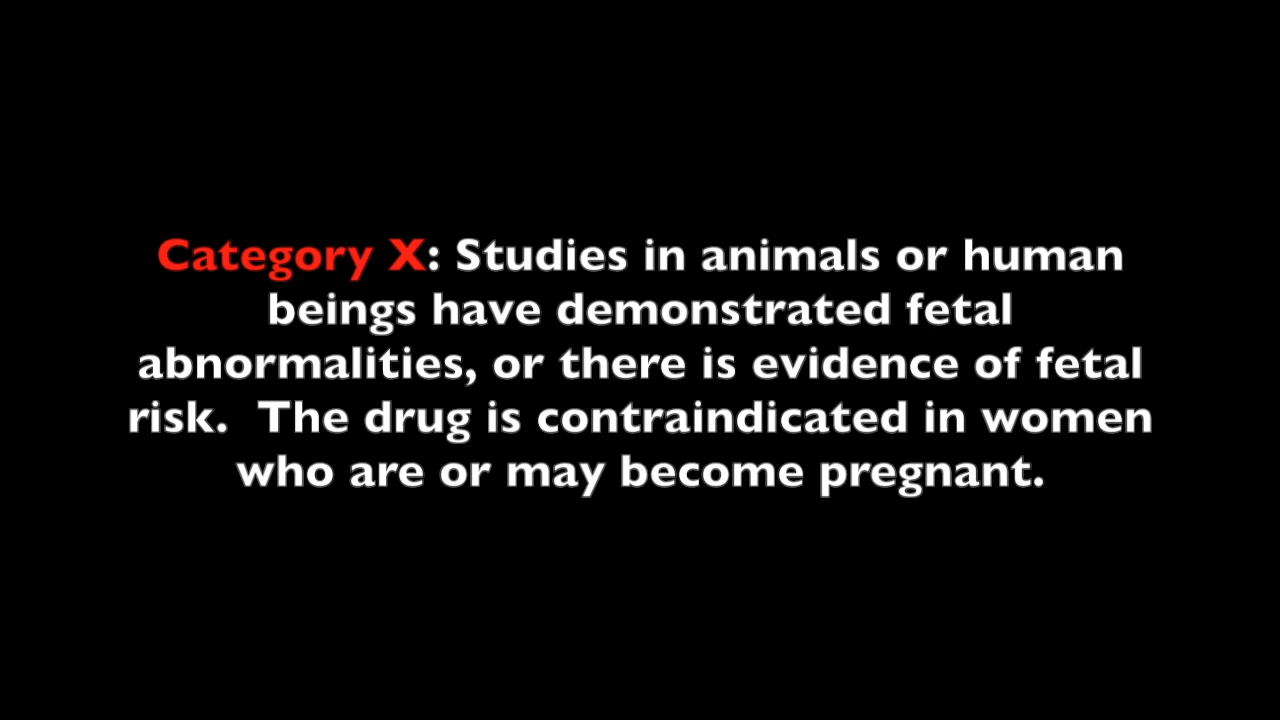 Category X: Studies in animals or human
beings have demonstrated fetal
abnormalities, or there is evidence of fetal
risk.  The drug is contraindicated in women
who are or may become pregnant.